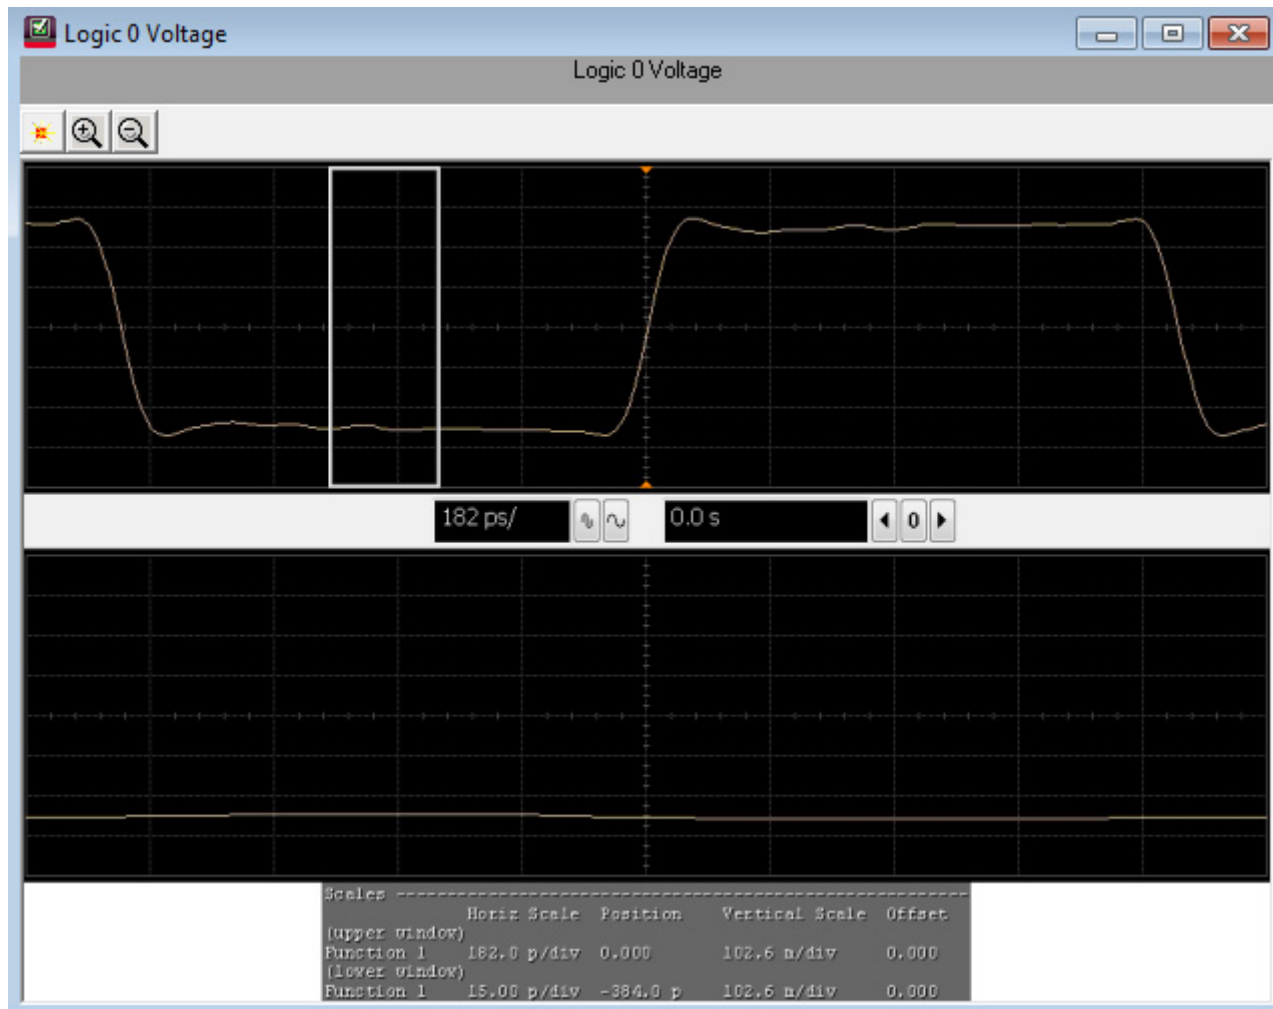 Logic 0 Voltage
Logic 0 Voltage
182 ps/ 0.0 s 0
Scales
Horiz Scale Position Vertical Scale Offset
(upper window)
Function 1 182.0 p/div 0.000 102.6 m/div 0.000
(lower window)
Function 1 15.00 p/div -384.0 p 102.6 m/div 0.000